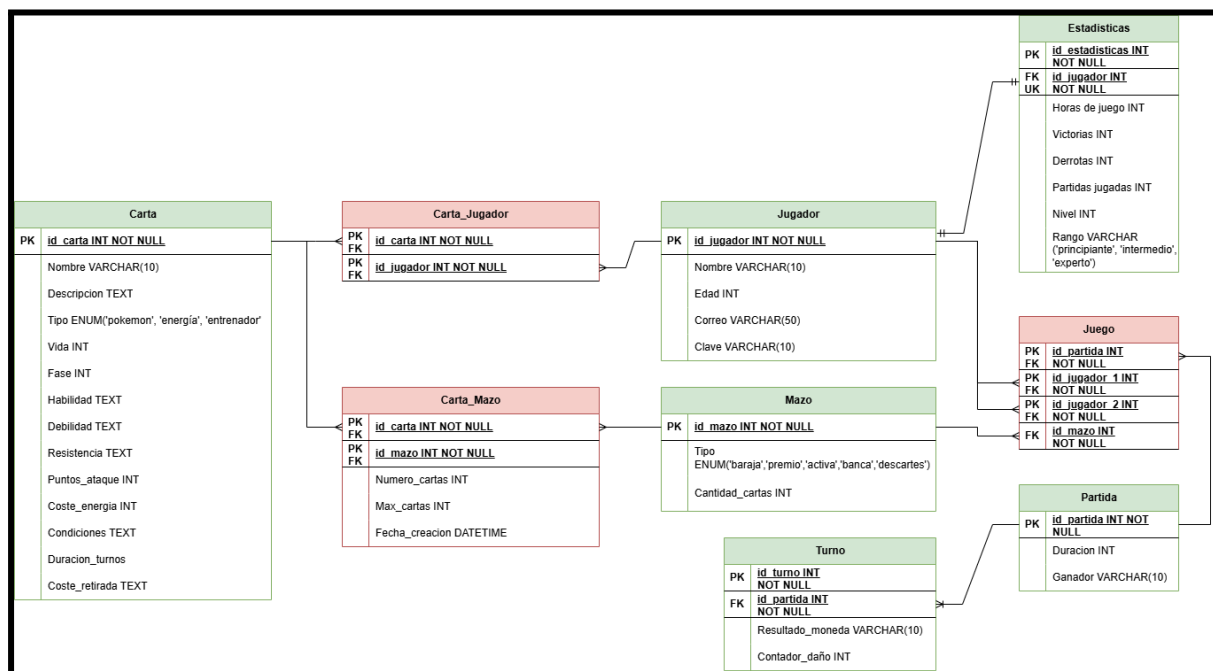 Estadisticas
PK
id_estadisticas INT
NOT NULL
FK
UK
id_jugador INT
NOT NULL
Horas de juego INT
Victorias INT
Derrotas INT
Partidas jugadas INT
Nivel INT
Rango VARCHAR
('principiante', 'intermedio',
'experto')
Carta
PK
id_carta INT NOT NULL
Nombre VARCHAR(10)
Descripcion TEXT
Tipo ENUM('pokemon', 'energía', 'entrenador'
Vida INT
Fase INT
Habilidad TEXT
Debilidad TEXT
Resistencia TEXT
Puntos_ataque INT
Coste_energia INT
Condiciones TEXT
Duracion_turnos
Coste_retirada TEXT
Carta_Jugador
PK
FK
id_carta INT NOT NULL
PK
FK
id_jugador INT NOT NULL
Jugador
PK
id_jugador INT NOT NULL
Nombre VARCHAR(10)
Edad INT
Correo VARCHAR(50)
Clave VARCHAR(10)
Juego
PK
FK
id_partida INT
NOT NULL
PK
FK
id_jugador_1 INT
NOT NULL
PK
FK
id_jugador_2 INT
NOT NULL
FK
id_mazo INT
NOT NULL
Carta_Mazo
PK
FK
id_carta INT NOT NULL
PK
FK
id_mazo INT NOT NULL
Numero_cartas INT
Max_cartas INT
Fecha_creacion DATETIME
Mazo
PK
id_mazo INT NOT NULL
Tipo
ENUM('baraja','premio','activa','banca','descartes')
Cantidad_cartas INT
Partida
PK
id_partida INT NOT
NULL
Duracion INT
Ganador VARCHAR(10)
Turno
PK
id_turno INT
NOT NULL
FK
id_partida INT
NOT NULL
Resultado_moneda VARCHAR(10)
Contador_daño INT